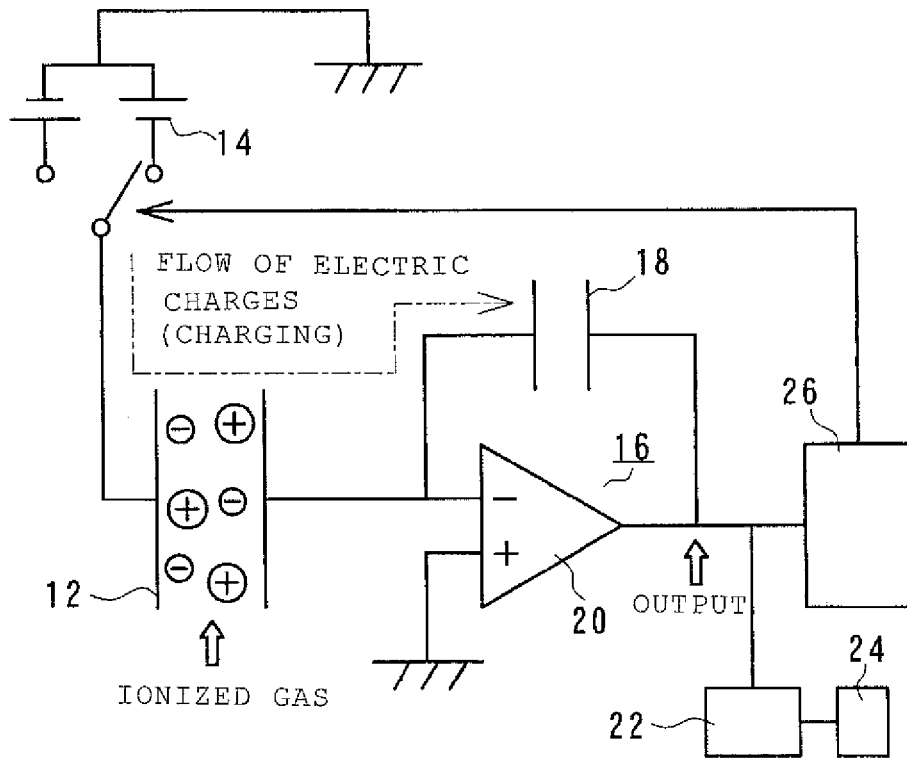 14
FLOW OF ELECTRIC
CHARGES
(CHARGING)
18
26
16
−
+
20
OUTPUT
12
− +
+ −
− +
IONIZED GAS
22
24